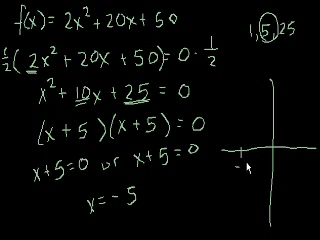 f(x) = 2x² + 20x + 50
1, 5, 25
½(2x² + 20x + 50) = 0 · ½
x² + 10x + 25 = 0
(x + 5)(x + 5) = 0
x + 5 = 0 or x + 5 = 0
x = - 5
-